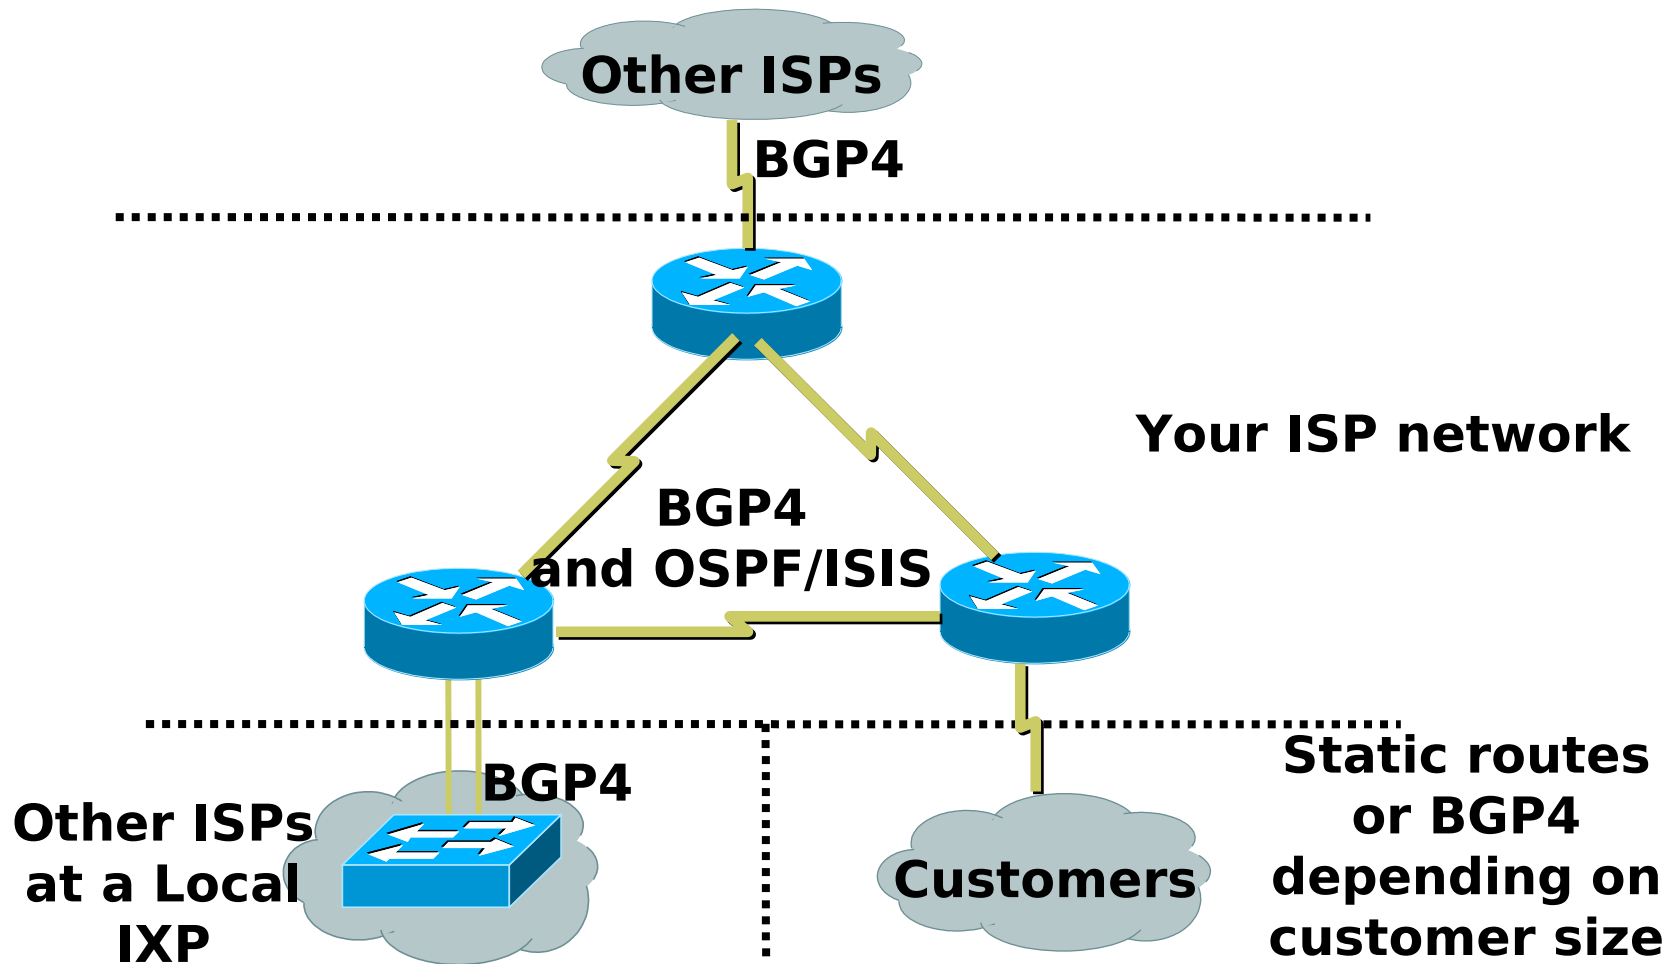 Other ISPs
BGP4
Your ISP network
BGP4
and OSPF/ISIS
BGP4
Other ISPs
at a Local
IXP
Customers
Static routes
or BGP4
depending on
customer size